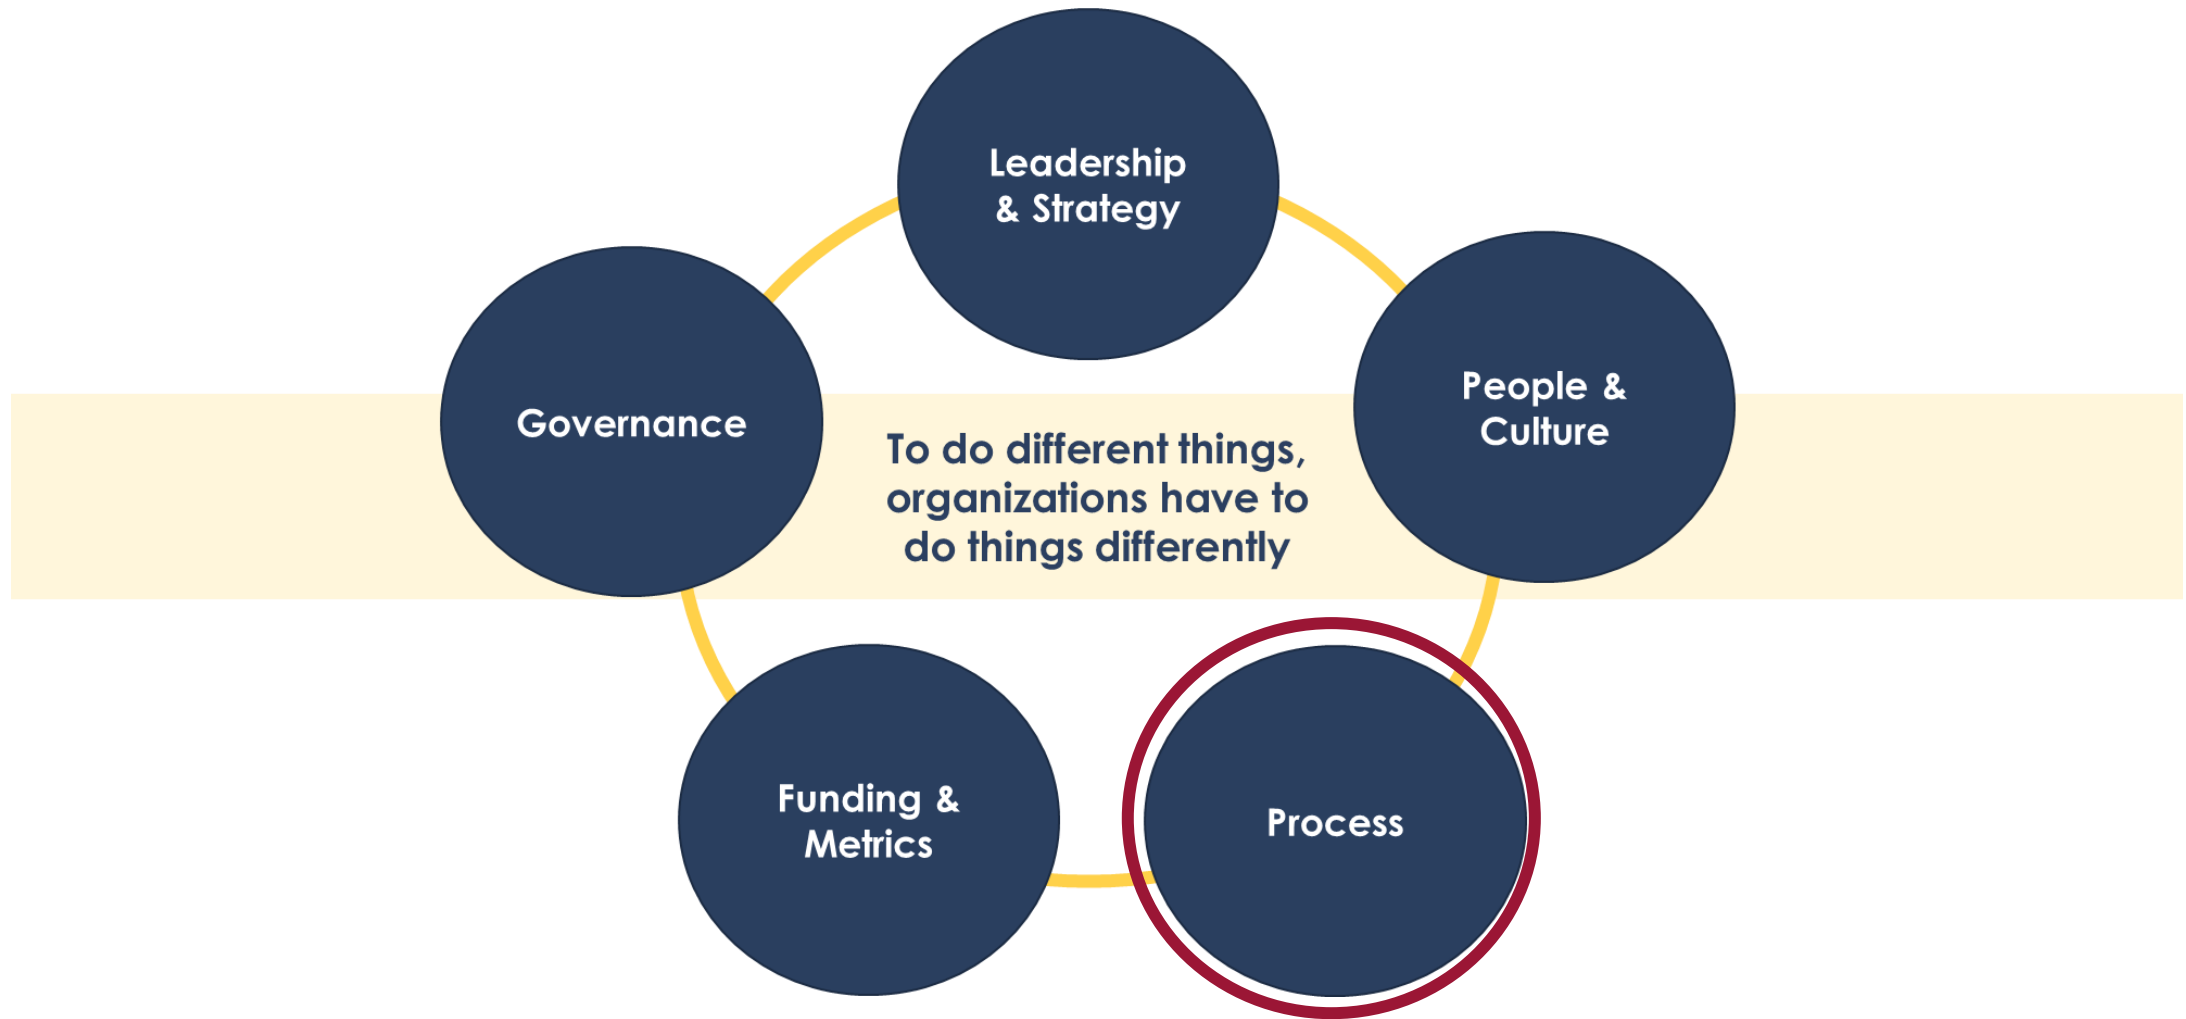 Leadership
& Strategy
People &
Culture
Governance
To do different things,
organizations have to
do things differently
Funding &
Metrics
Process